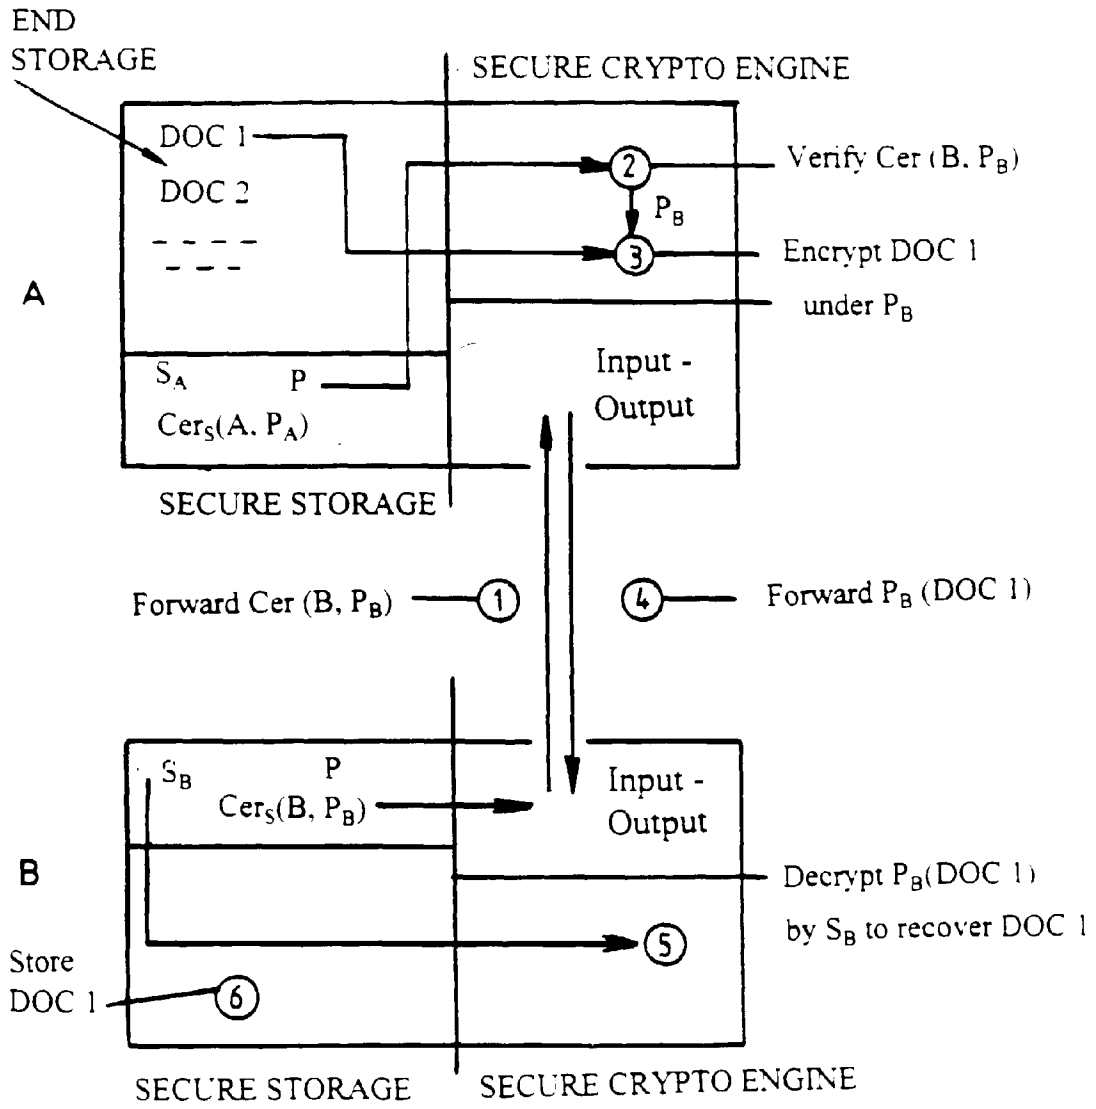 END
STORAGE
SECURE CRYPTO ENGINE
DOC 1
DOC 2
2
Verify Cer (B. P_B)
P_B
3
Encrypt DOC 1
under P_B
A
S_A P
Cer_S(A. P_A)
Input -
Output
SECURE STORAGE
Forward Cer (B, P_B)
1
4
Forward P_B (DOC 1)
S_B P
Cer_S(B, P_B)
Input -
Output
B
Decrypt P_B(DOC 1)
by S_B to recover DOC 1
5
Store
DOC 1
6
SECURE STORAGE
SECURE CRYPTO ENGINE